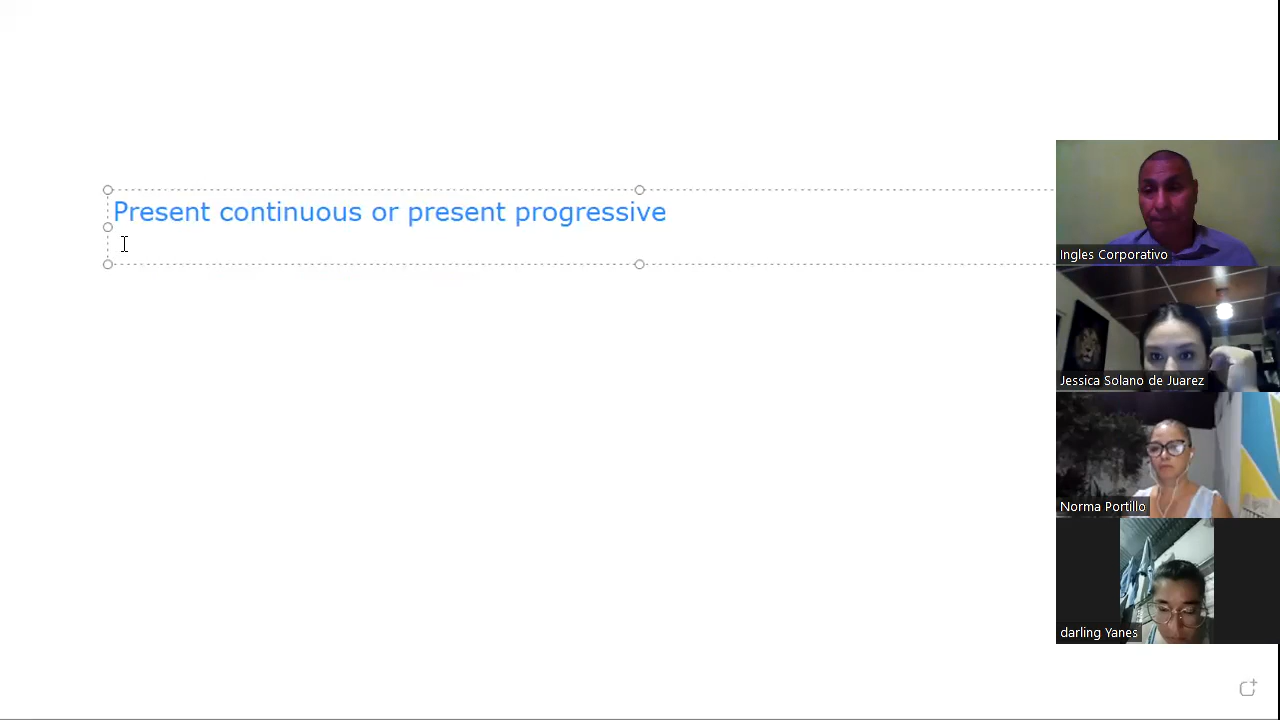 Present continuous or present progressive
Ingles Corporativo
Jessica Solano de Juarez
Norma Portillo
darling Yanes